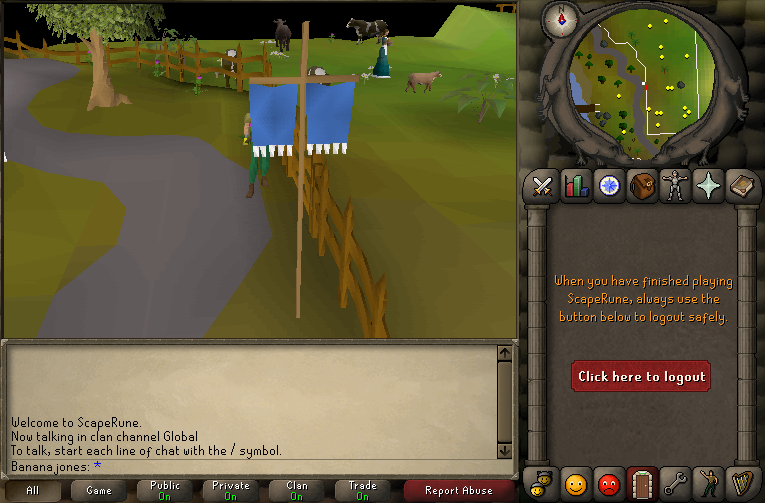 When you have finished playing
ScapeRune, always use the
button below to logout safely.
Click here to logout
Welcome to ScapeRune.
Now talking in clan channel Global
To talk, start each line of chat with the / symbol.
Banana jones: *
All
Game
Public
On
Private
On
Clan
On
Trade
On
Report Abuse